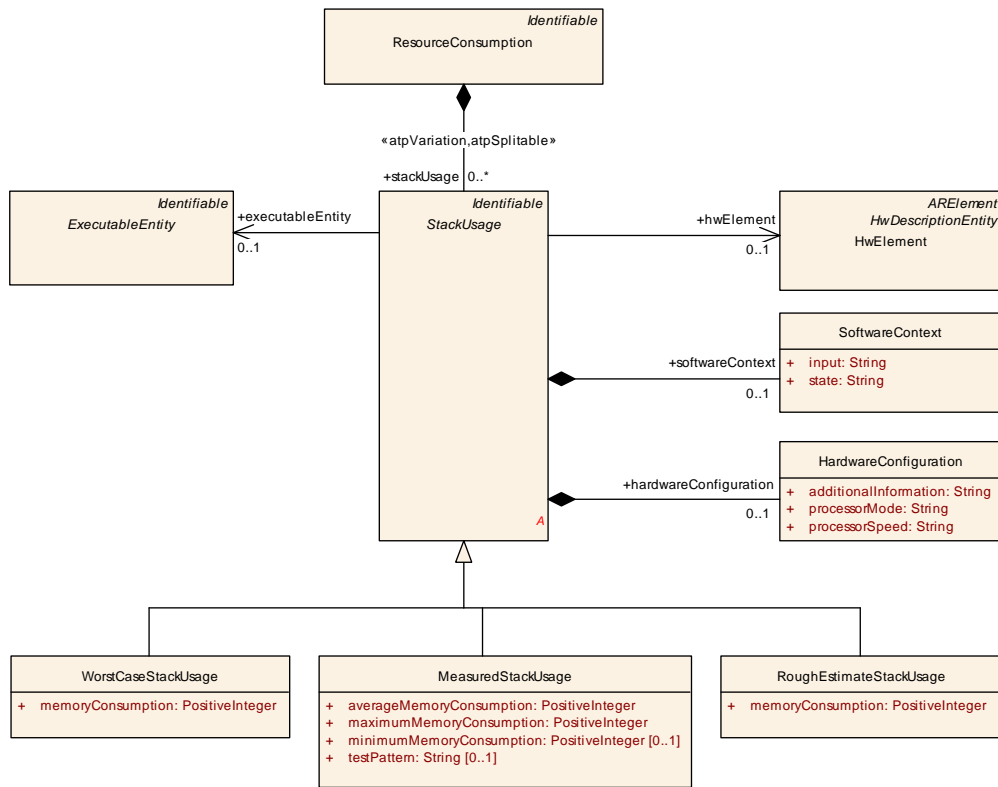 Identifiable
ResourceConsumption
«atpVariation,atpSplitable»
+stackUsage 0..*
Identifiable
ExecutableEntity
+executableEntity
0..1
Identifiable
StackUsage
A
+hwElement
0..1
ARElement
HwDescriptionEntity
HwElement
+softwareContext
0..1
SoftwareContext
+ input: String
+ state: String
+hardwareConfiguration
0..1
HardwareConfiguration
+ additionalInformation: String
+ processorMode: String
+ processorSpeed: String
WorstCaseStackUsage
+ memoryConsumption: PositiveInteger
MeasuredStackUsage
+ averageMemoryConsumption: PositiveInteger
+ maximumMemoryConsumption: PositiveInteger
+ minimumMemoryConsumption: PositiveInteger [0..1]
+ testPattern: String [0..1]
RoughEstimateStackUsage
+ memoryConsumption: PositiveInteger